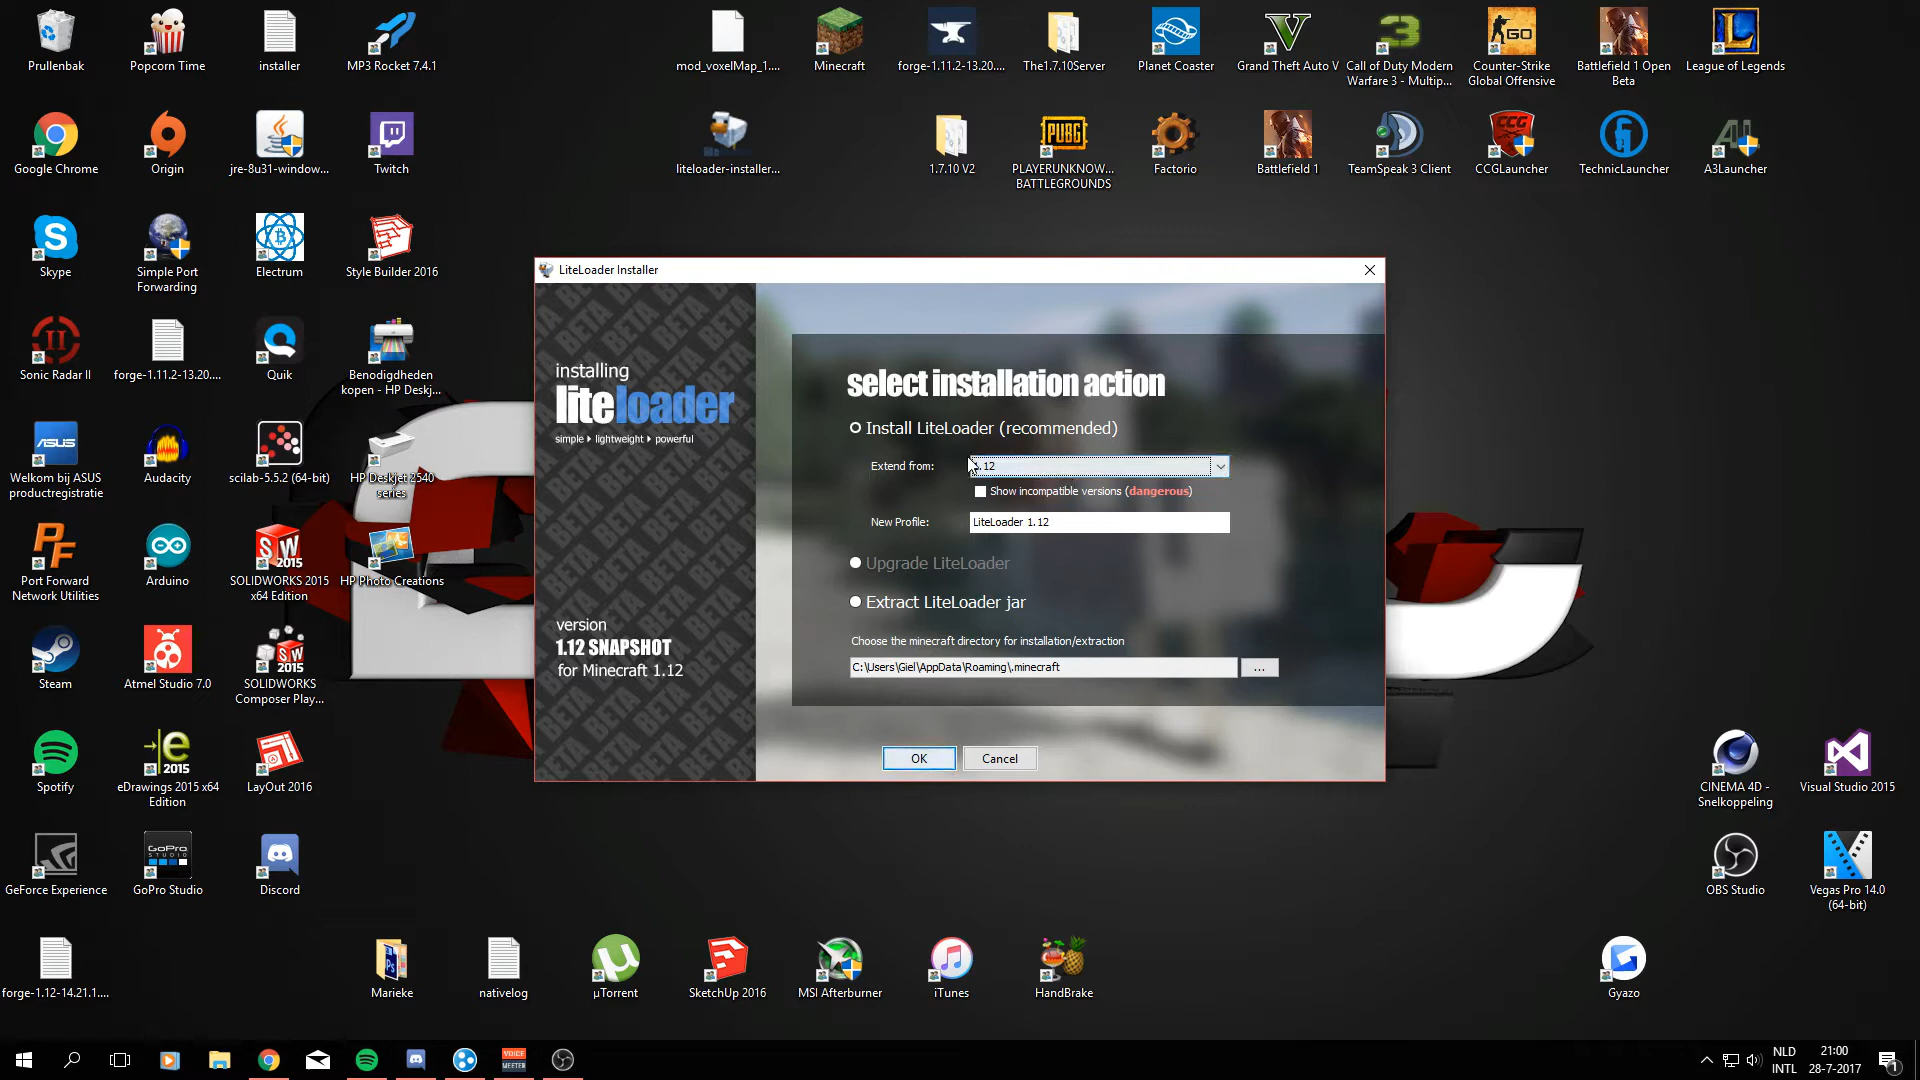 Prullenbak
Popcorn Time
installer
MP3 Rocket 7.4.1
mod_voxelMap_1....
Minecraft
forge-1.11.2-13.20....
The1.7.10Server
Planet Coaster
Grand Theft Auto V
Call of Duty Modern
Warfare 3 - Multip...
Counter-Strike
Global Offensive
Battlefield 1 Open
Beta
League of Legends
Google Chrome
Origin
jre-8u31-window...
Twitch
liteloader-installer...
1.7.10 V2
PLAYERUNKNOW...
BATTLEGROUNDS
Factorio
Battlefield 1
TeamSpeak 3 Client
CCGLauncher
TechnicLauncher
A3Launcher
Skype
Simple Port
Forwarding
Electrum
Style Builder 2016
Sonic Radar II
forge-1.11.2-13.20....
Quik
Benodigdheden
kopen - HP Deskj...
Welkom bij ASUS
productregistratie
Audacity
scilab-5.5.2 (64-bit)
HP Deskjet 2540
series
Port Forward
Network Utilities
Arduino
SOLIDWORKS 2015
x64 Edition
HP Photo Creations
Steam
Atmel Studio 7.0
SOLIDWORKS
Composer Play...
Spotify
eDrawings 2015 x64
Edition
LayOut 2016
GeForce Experience
GoPro Studio
Discord
forge-1.12-14.21.1....
Marieke
nativelog
µTorrent
SketchUp 2016
MSI Afterburner
iTunes
HandBrake
CINEMA 4D -
Snelkoppeling
Visual Studio 2015
OBS Studio
Vegas Pro 14.0
(64-bit)
Gyazo
LiteLoader Installer
installing
liteloader
simple lightweight powerful
version
1.12 SNAPSHOT
for Minecraft 1.12
select installation action
Install LiteLoader (recommended)
Extend from:
.12
Show incompatible versions (dangerous)
New Profile:
LiteLoader 1.12
Upgrade LiteLoader
Extract LiteLoader jar
Choose the minecraft directory for installation/extraction
C:\Users\Giel\AppData\Roaming\.minecraft
...
OK
Cancel
NLD
INTL
21:00
28-7-2017
1